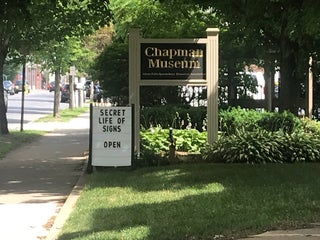 Chapman
Museum
SECRET
LIFE OF
SIGNS
OPEN